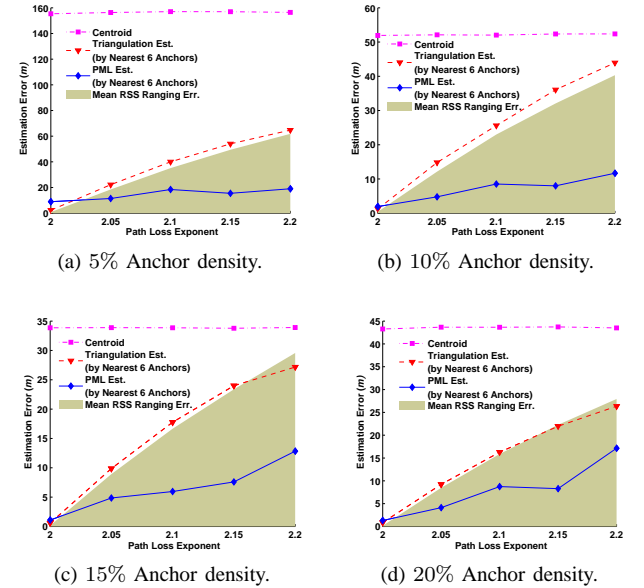 160
140
120
100
80
60
40
20
0
Estimation Error (m)
Centroid
Triangulation Est.
(by Nearest 6 Anchors)
PML Est.
(by Nearest 6 Anchors)
Mean RSS Ranging Err.
2 2.05 2.1 2.15 2.2
Path Loss Exponent
(a) 5% Anchor density.
60
50
40
30
20
10
0
Estimation Error (m)
Centroid
Triangulation Est.
(by Nearest 6 Anchors)
PML Est.
(by Nearest 6 Anchors)
Mean RSS Ranging Err.
2 2.05 2.1 2.15 2.2
Path Loss Exponent
(b) 10% Anchor density.
35
30
25
20
15
10
5
0
Estimation Error (m)
Centroid
Triangulation Est.
(by Nearest 6 Anchors)
PML Est.
(by Nearest 6 Anchors)
Mean RSS Ranging Err.
2 2.05 2.1 2.15 2.2
Path Loss Exponent
(c) 15% Anchor density.
45
40
35
30
25
20
15
10
5
0
Estimation Error (m)
Centroid
Triangulation Est.
(by Nearest 6 Anchors)
PML Est.
(by Nearest 6 Anchors)
Mean RSS Ranging Err.
2 2.05 2.1 2.15 2.2
Path Loss Exponent
(d) 20% Anchor density.